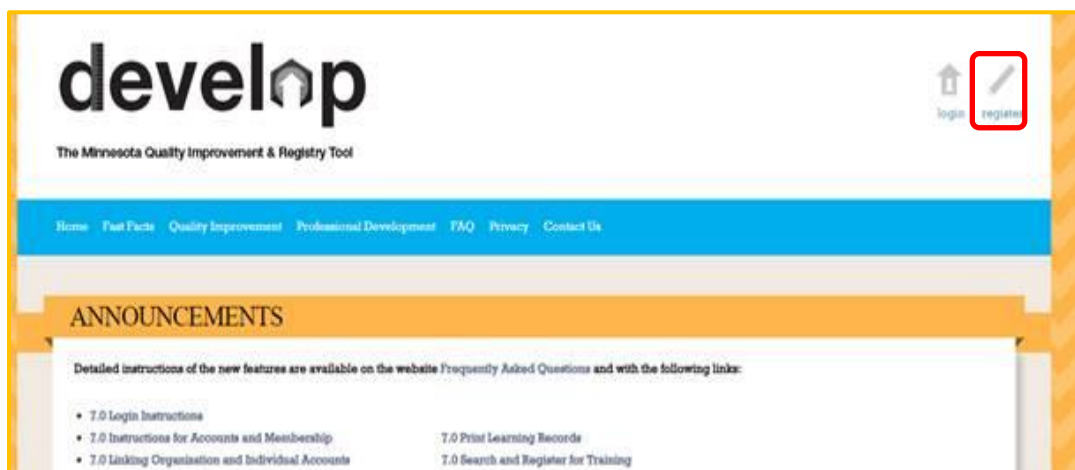 develop
The Minnesota Quality Improvement & Registry Tool
login register
Home Fast Facts Quality Improvement Professional Development FAQ Privacy Contact Us
ANNOUNCEMENTS
Detailed instructions of the new features are available on the website Frequently Asked Questions and with the following links:
• 7.0 Login Instructions
• 7.0 Instructions for Accounts and Membership 7.0 Print Learning Records
• 7.0 Linking Organization and Individual Accounts 7.0 Search and Register for Training